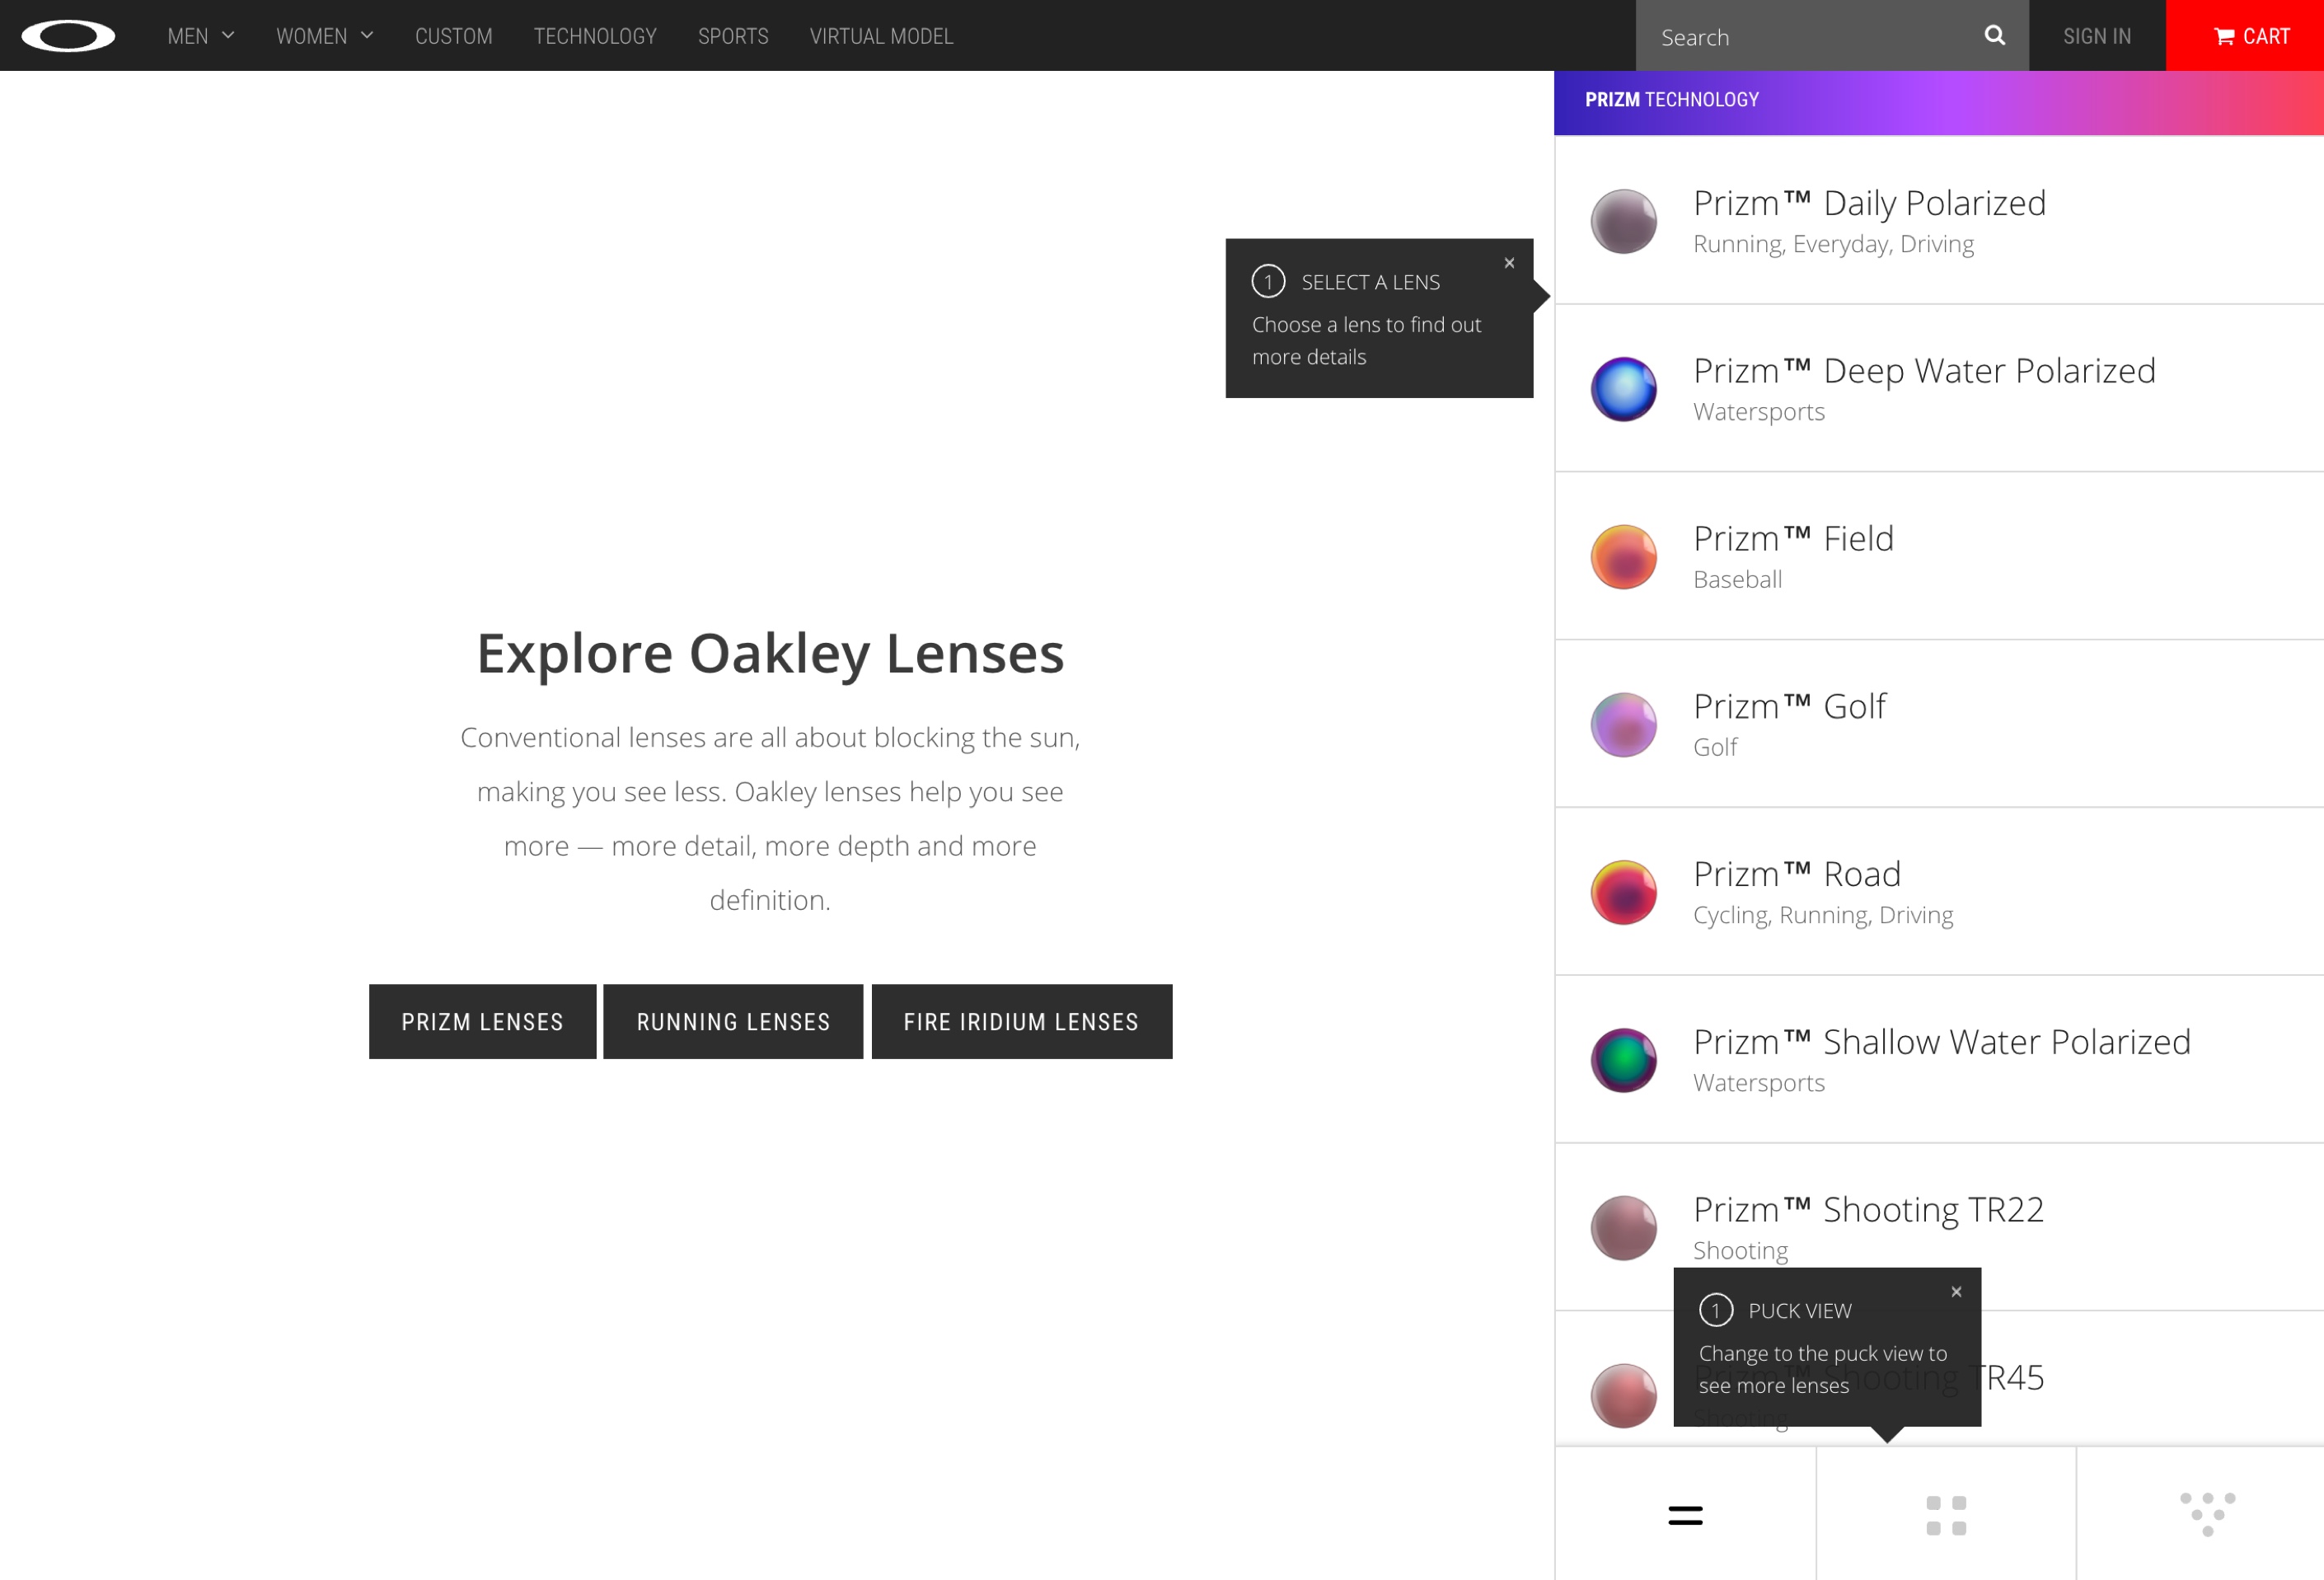 MEN
WOMEN
CUSTOM
TECHNOLOGY
SPORTS
VIRTUAL MODEL
Search
SIGN IN
CART
PRIZM TECHNOLOGY
Prizm™ Daily Polarized
Running, Everyday, Driving
1 SELECT A LENS ×
Choose a lens to find out
more details
Prizm™ Deep Water Polarized
Watersports
Prizm™ Field
Baseball
Prizm™ Golf
Golf
Prizm™ Road
Cycling, Running, Driving
Prizm™ Shallow Water Polarized
Watersports
Prizm™ Shooting TR22
Shooting
1 PUCK VIEW ×
Change to the puck view to
see more lenses
Prizm™ Shooting TR45
Shooting
Explore Oakley Lenses
Conventional lenses are all about blocking the sun,
making you see less. Oakley lenses help you see
more — more detail, more depth and more
definition.
PRIZM LENSES
RUNNING LENSES
FIRE IRIDIUM LENSES